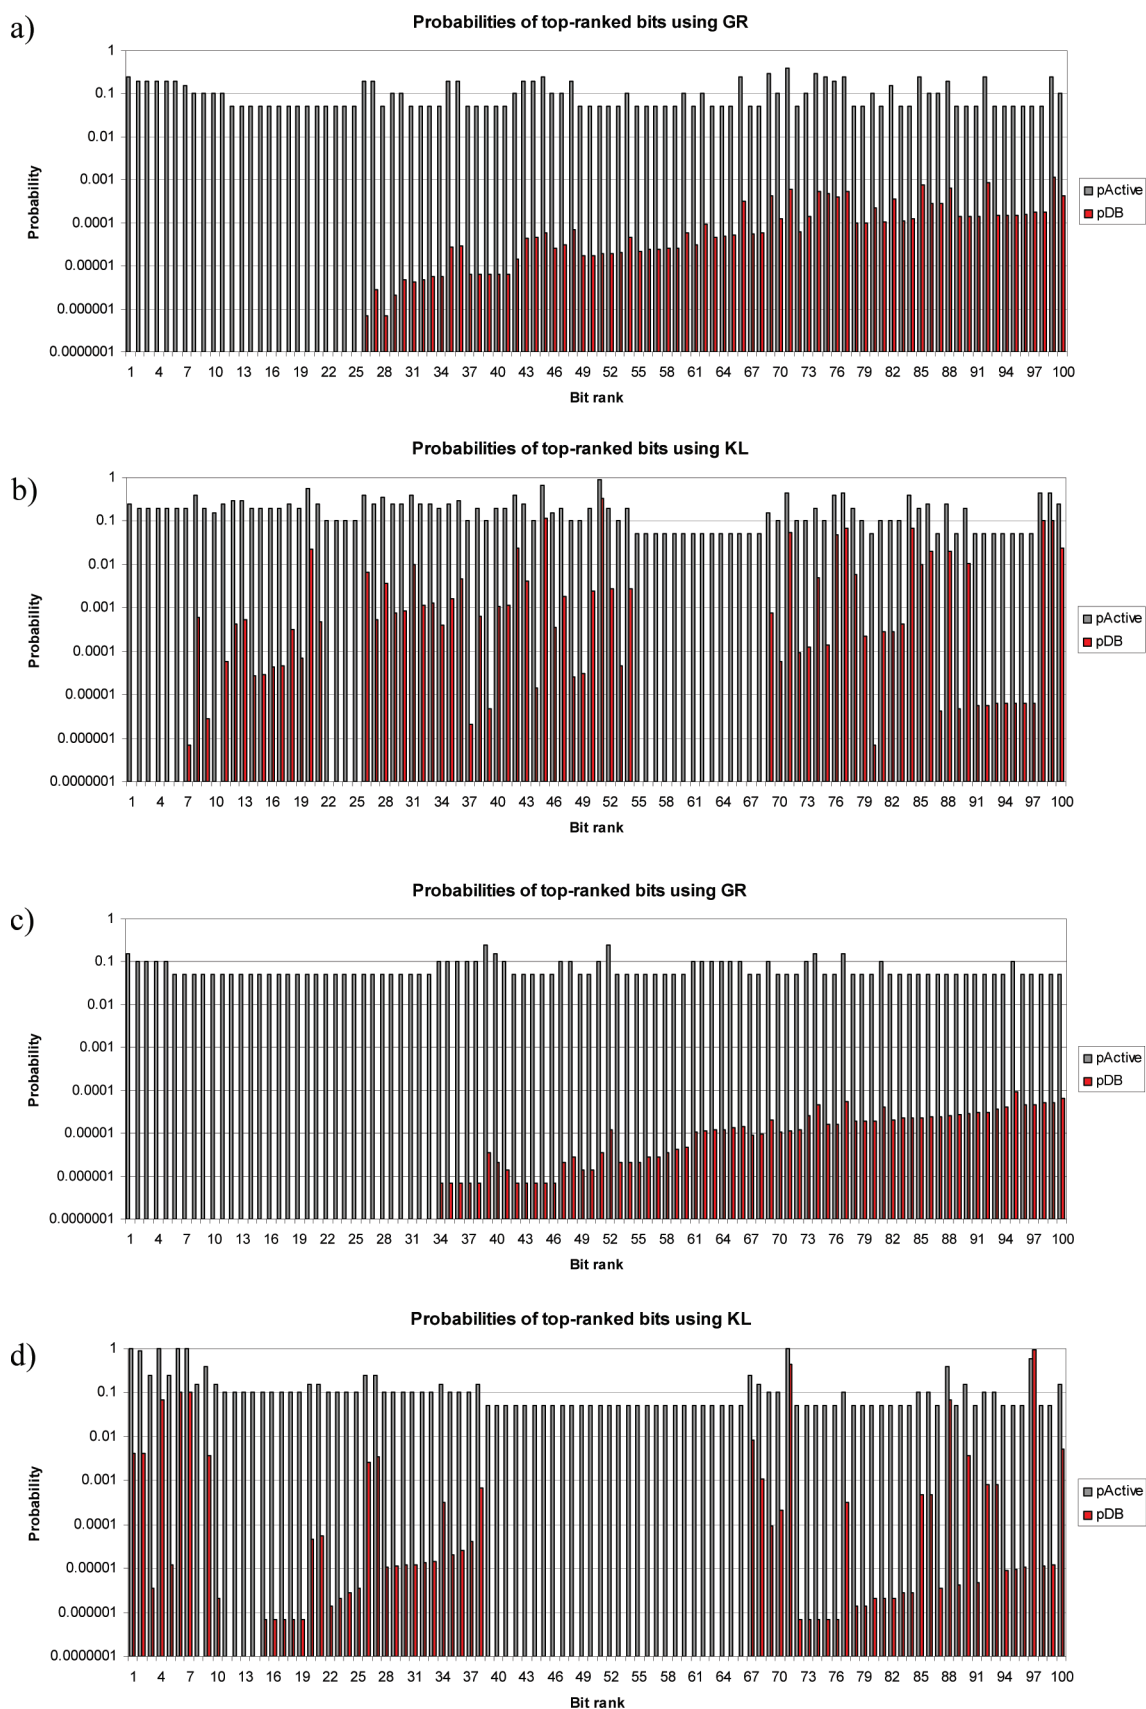 a)
Probabilities of top-ranked bits using GR
1
0.1
0.01
0.001
0.0001
0.00001
0.000001
0.0000001
Probability
1 4 7 10 13 16 19 22 25 28 31 34 37 40 43 46 49 52 55 58 61 64 67 70 73 76 79 82 85 88 91 94 97 100
Bit rank
pActive
pDB
b)
Probabilities of top-ranked bits using KL
1
0.1
0.01
0.001
0.0001
0.00001
0.000001
0.0000001
Probability
1 4 7 10 13 16 19 22 25 28 31 34 37 40 43 46 49 52 55 58 61 64 67 70 73 76 79 82 85 88 91 94 97 100
Bit rank
pActive
pDB
c)
Probabilities of top-ranked bits using GR
1
0.1
0.01
0.001
0.0001
0.00001
0.000001
0.0000001
Probability
1 4 7 10 13 16 19 22 25 28 31 34 37 40 43 46 49 52 55 58 61 64 67 70 73 76 79 82 85 88 91 94 97 100
Bit rank
pActive
pDB
d)
Probabilities of top-ranked bits using KL
1
0.1
0.01
0.001
0.0001
0.00001
0.000001
0.0000001
Probability
1 4 7 10 13 16 19 22 25 28 31 34 37 40 43 46 49 52 55 58 61 64 67 70 73 76 79 82 85 88 91 94 97 100
Bit rank
pActive
pDB